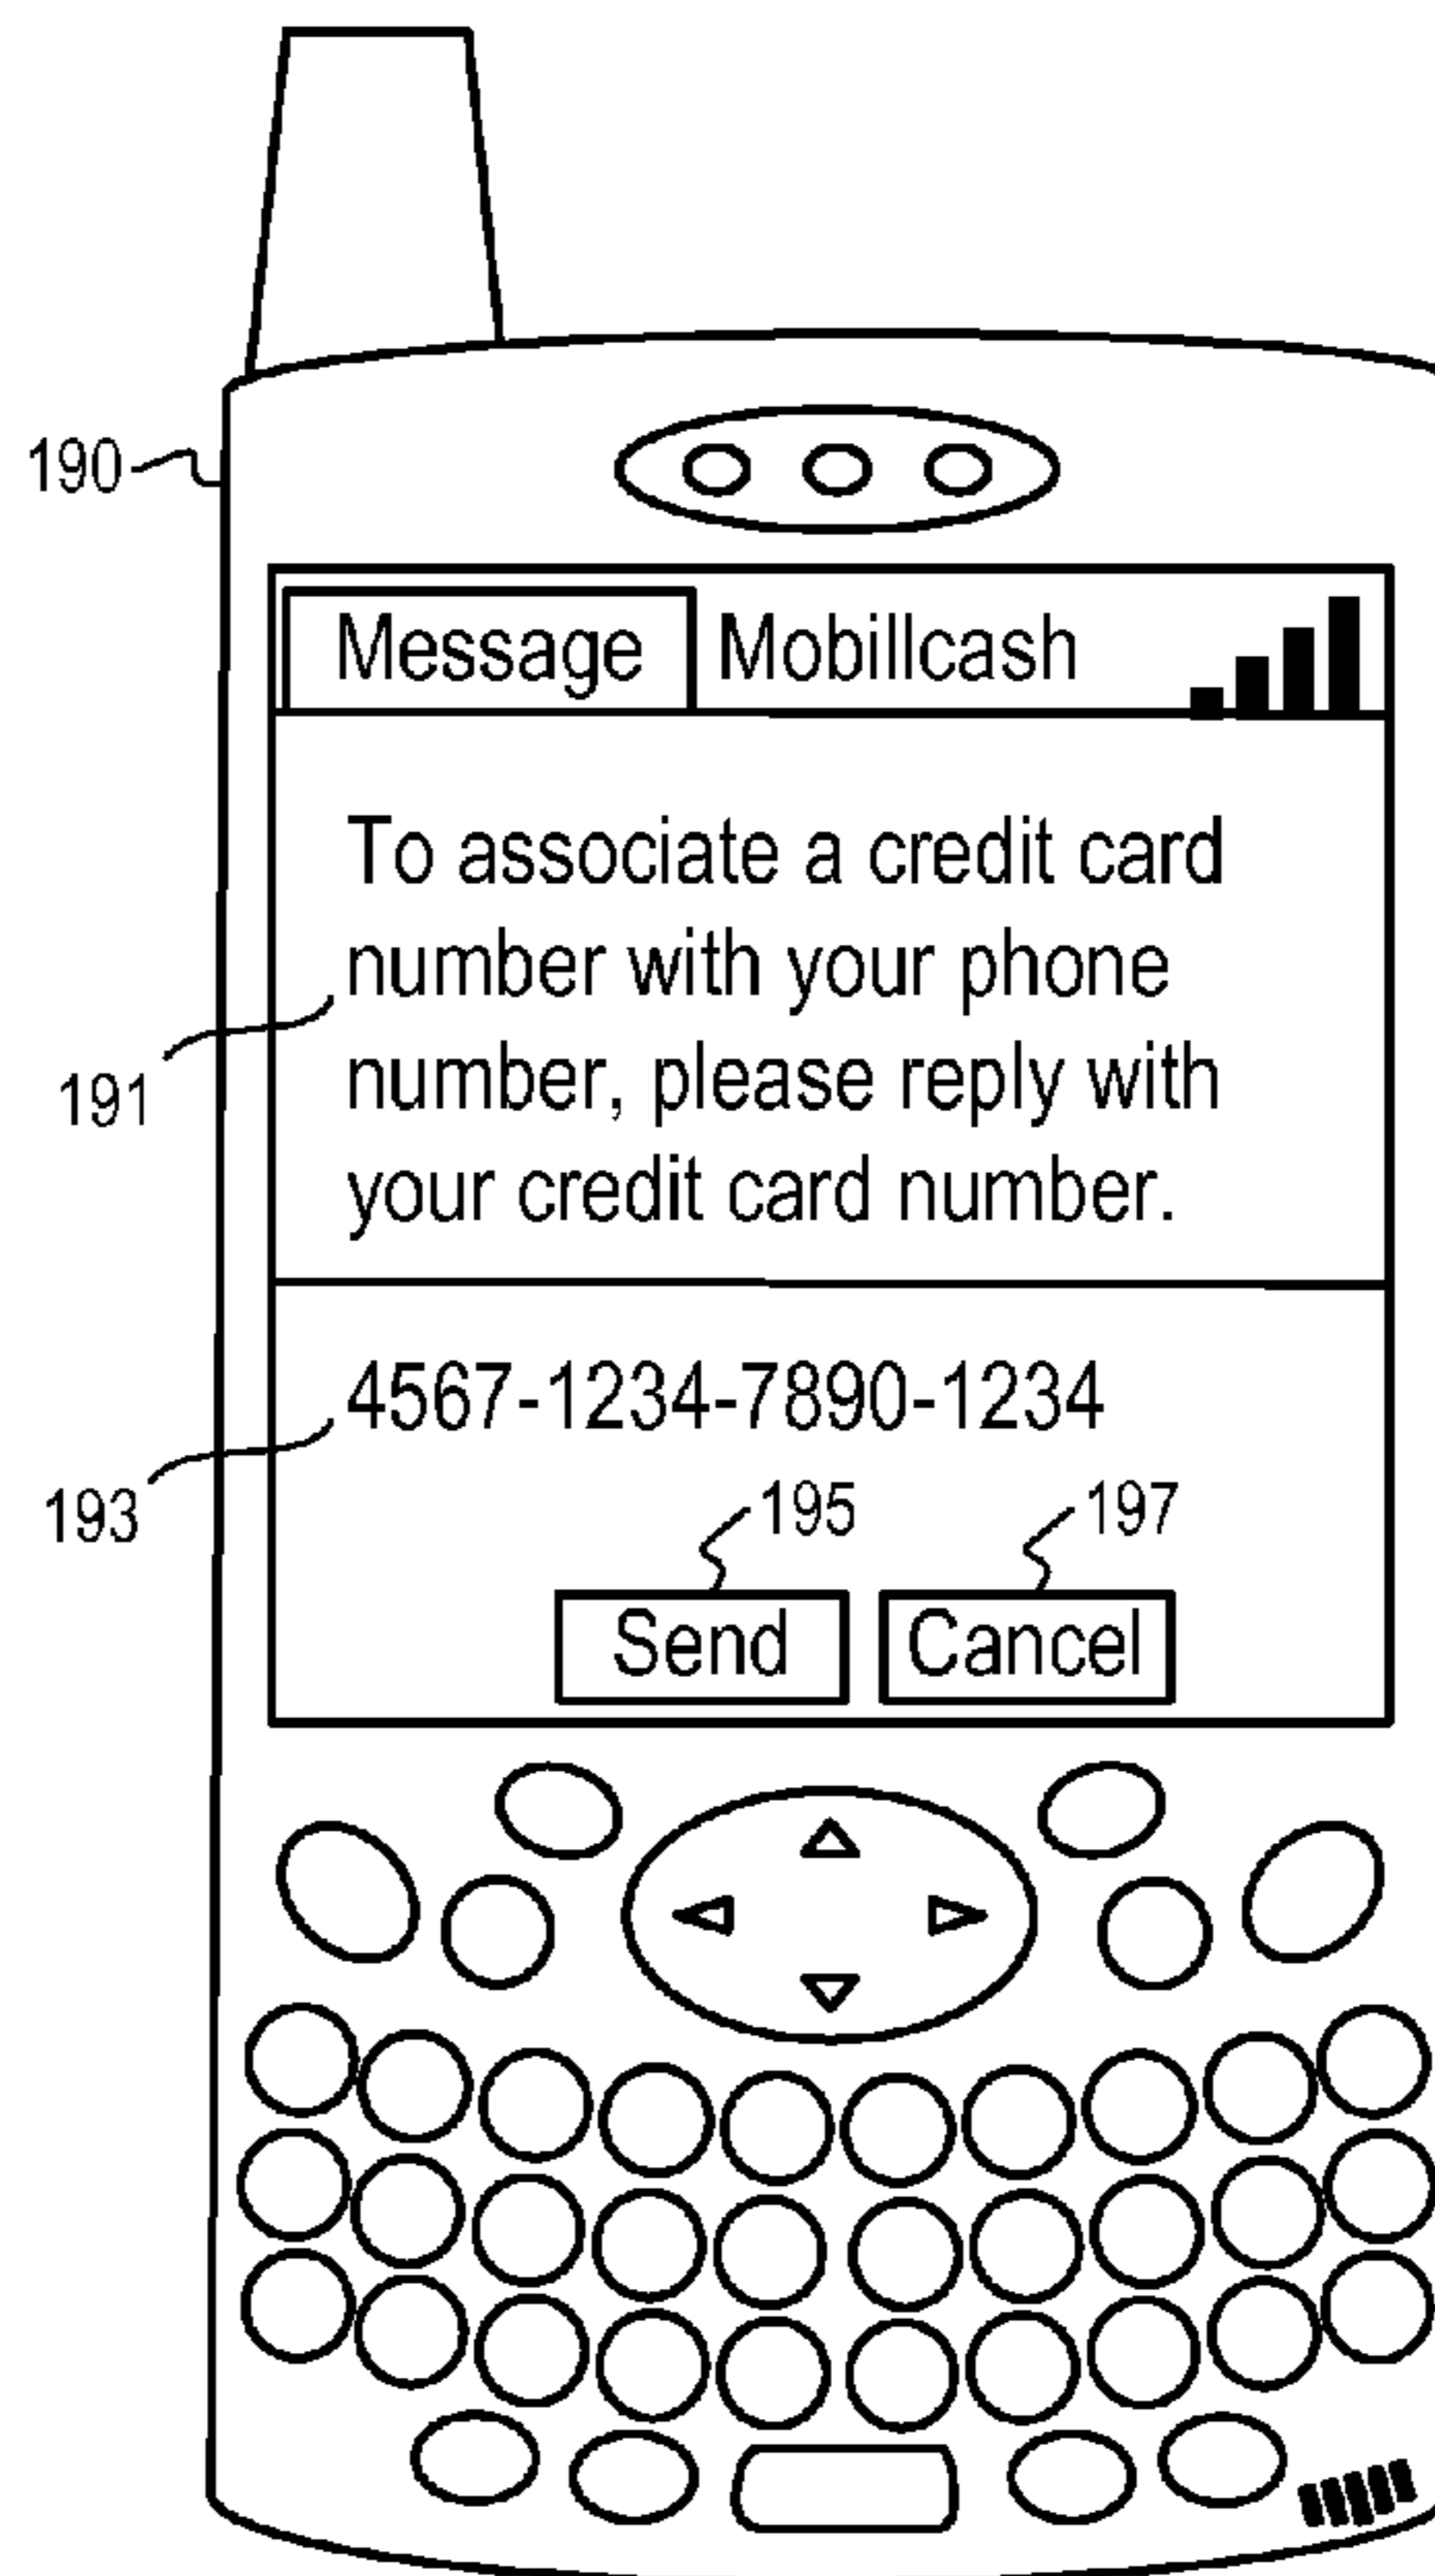 190
Message Mobillcash
To associate a credit card
number with your phone
191
number, please reply with
your credit card number.
4567-1234-7890-1234
193
195 197
Send Cancel